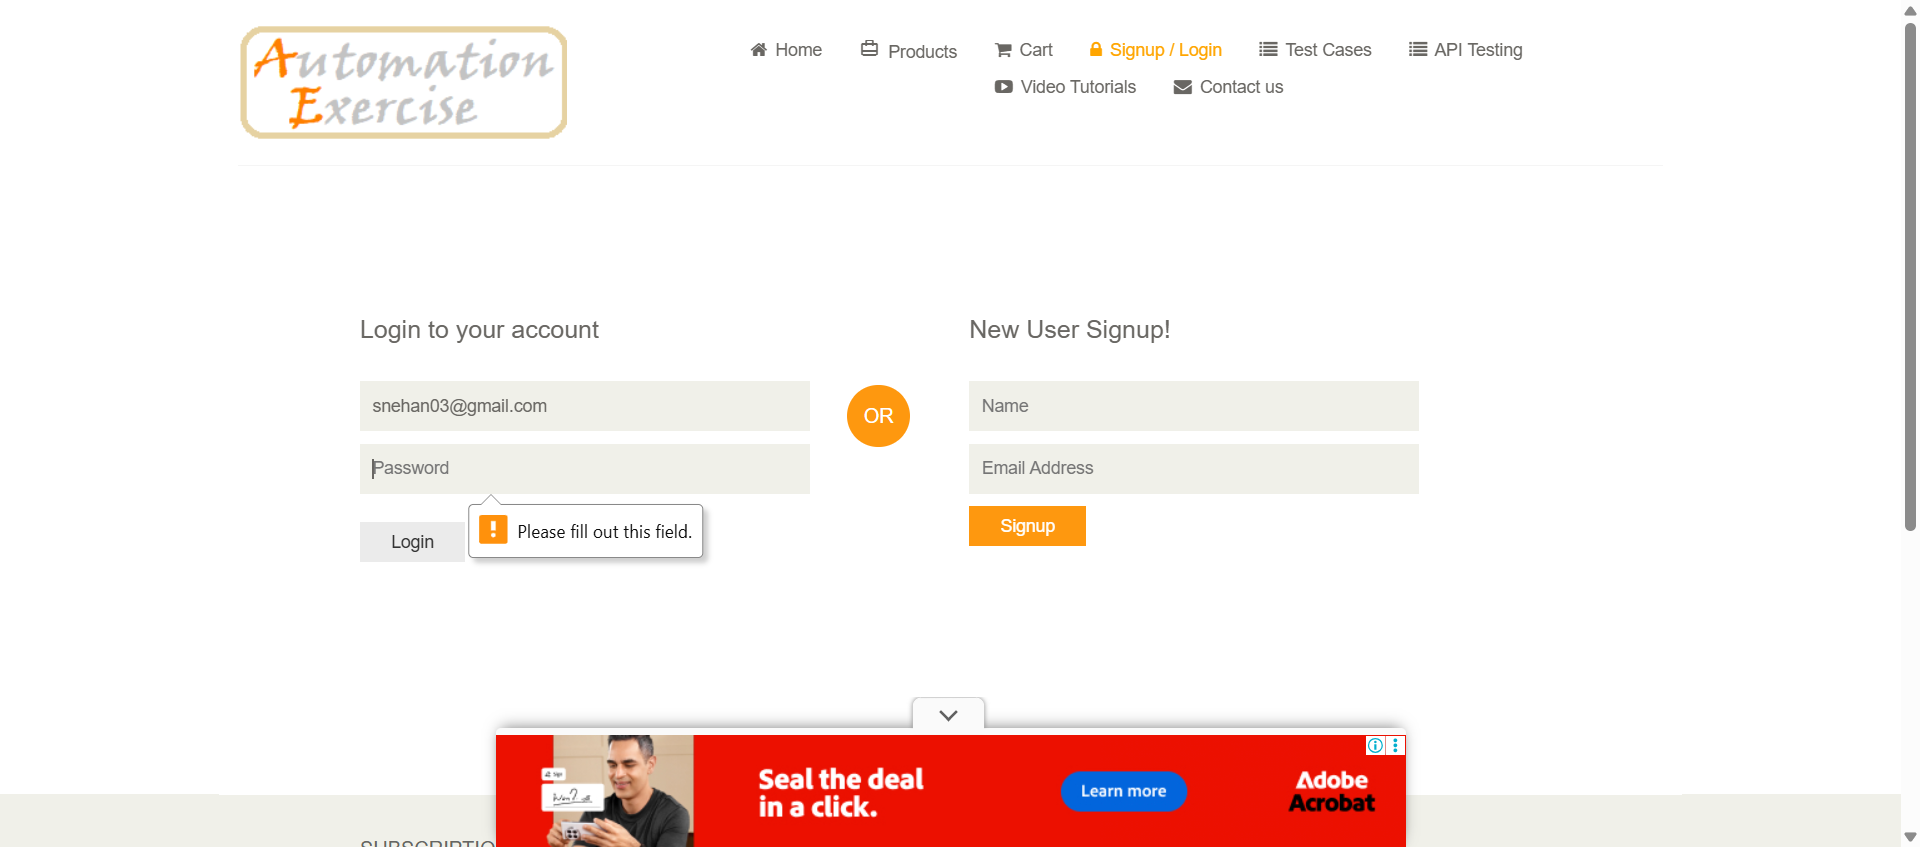 Automation
Exercise
Home
Products
Cart
Signup / Login
Test Cases
API Testing
Video Tutorials
Contact us
Login to your account
New User Signup!
snehan03@gmail.com
OR
Name
Password
Email Address
Please fill out this field.
Login
Signup
Seal the deal
in a click.
Learn more
Adobe
Acrobat
Sign
SUBSCRIPTIO